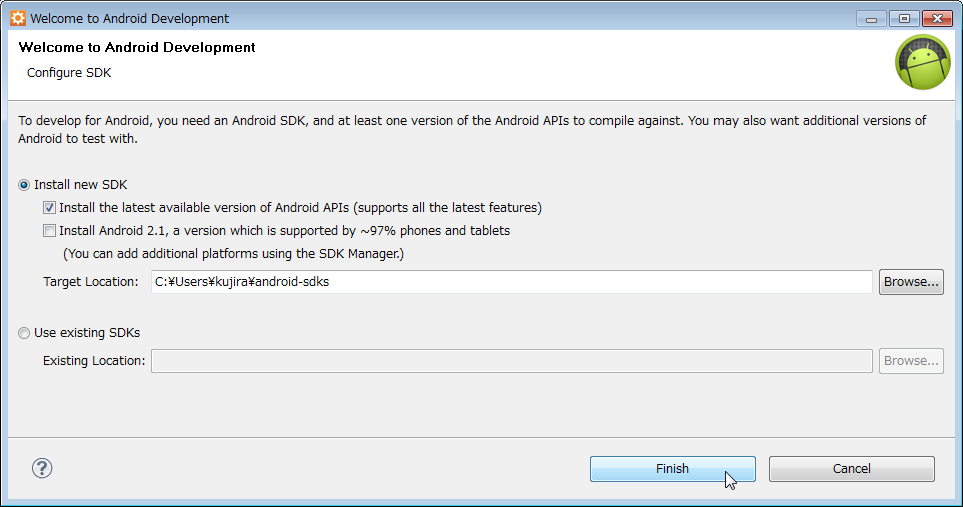 Welcome to Android Development
Welcome to Android Development
Configure SDK
To develop for Android, you need an Android SDK, and at least one version of the Android APIs to compile against. You may also want additional versions of
Android to test with.
Install new SDK
Install the latest available version of Android APIs (supports all the latest features)
Install Android 2.1, a version which is supported by ~97% phones and tablets
(You can add additional platforms using the SDK Manager.)
Target Location: C:¥Users¥kujira¥android-sdks Browse...
Use existing SDKs
Existing Location: Browse...
? Finish Cancel